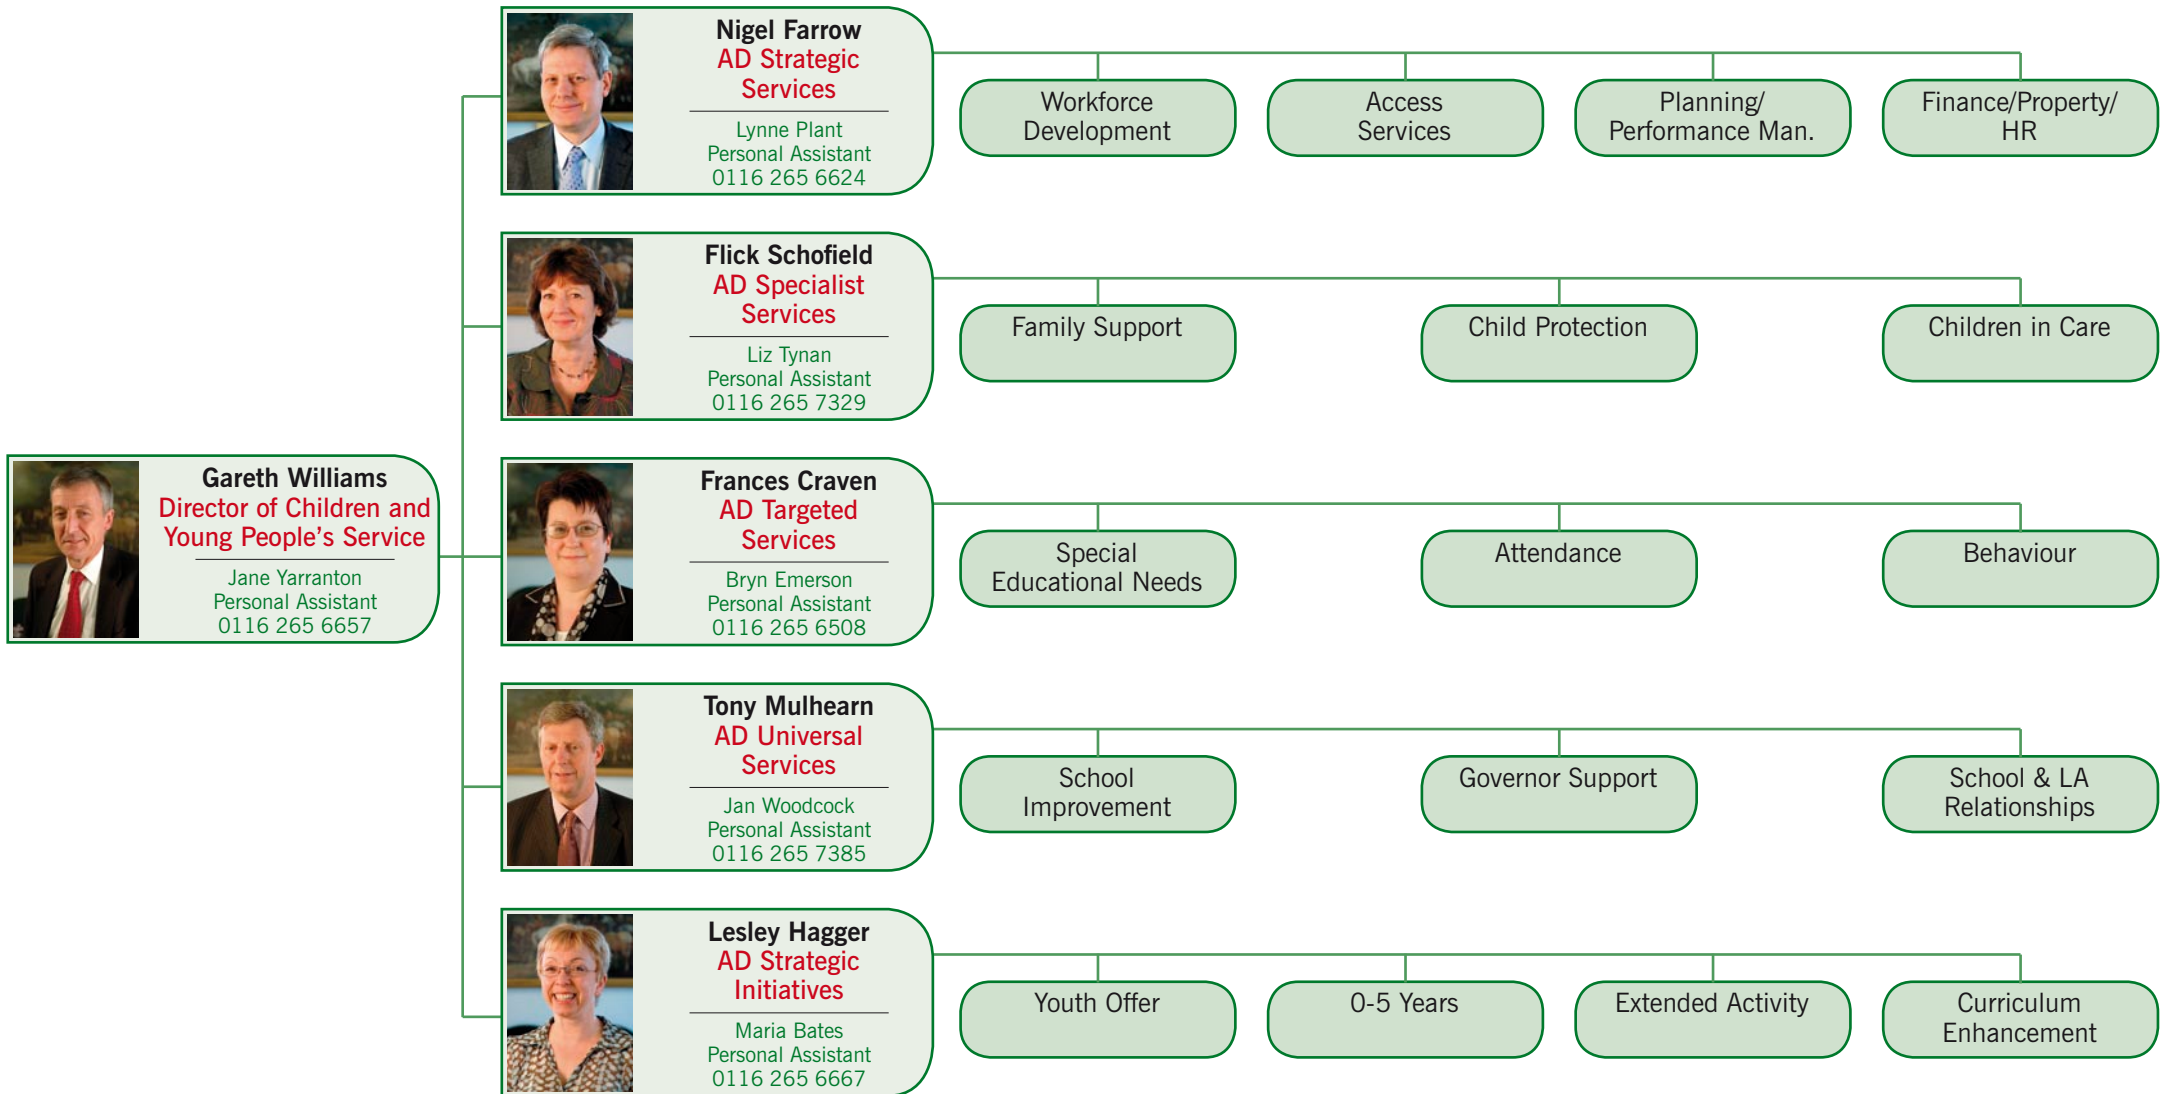 Nigel Farrow
AD Strategic
Services
Lynne Plant
Personal Assistant
0116 265 6624
Workforce
Development
Access
Services
Planning/
Performance Man.
Finance/Property/
HR
Flick Schofield
AD Specialist
Services
Liz Tynan
Personal Assistant
0116 265 7329
Family Support
Child Protection
Children in Care
Gareth Williams
Director of Children and
Young People’s Service
Jane Yarranton
Personal Assistant
0116 265 6657
Frances Craven
AD Targeted
Services
Bryn Emerson
Personal Assistant
0116 265 6508
Special
Educational Needs
Attendance
Behaviour
Tony Mulhearn
AD Universal
Services
Jan Woodcock
Personal Assistant
0116 265 7385
School
Improvement
Governor Support
School & LA
Relationships
Lesley Hagger
AD Strategic
Initiatives
Maria Bates
Personal Assistant
0116 265 6667
Youth Offer
0-5 Years
Extended Activity
Curriculum
Enhancement